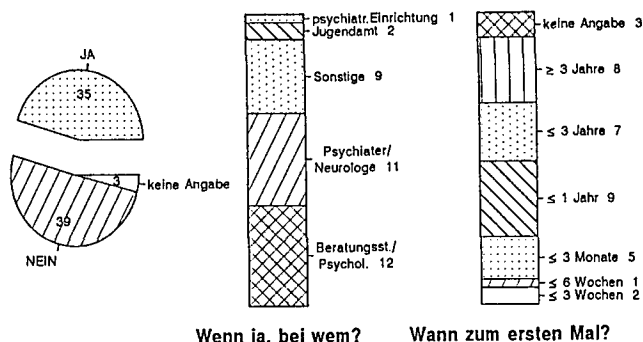 JA
35
3
keine Angabe
39
NEIN
psychiatr. Einrichtung 1
Jugendamt 2
Sonstige 9
Psychiater/
Neurologe 11
Beratungsst./
Psychol. 12
Wenn ja, bei wem?
keine Angabe 3
≥ 3 Jahre 8
≤ 3 Jahre 7
≤ 1 Jahr 9
≤ 3 Monate 5
≤ 6 Wochen 1
≤ 3 Wochen 2
Wann zum ersten Mal?